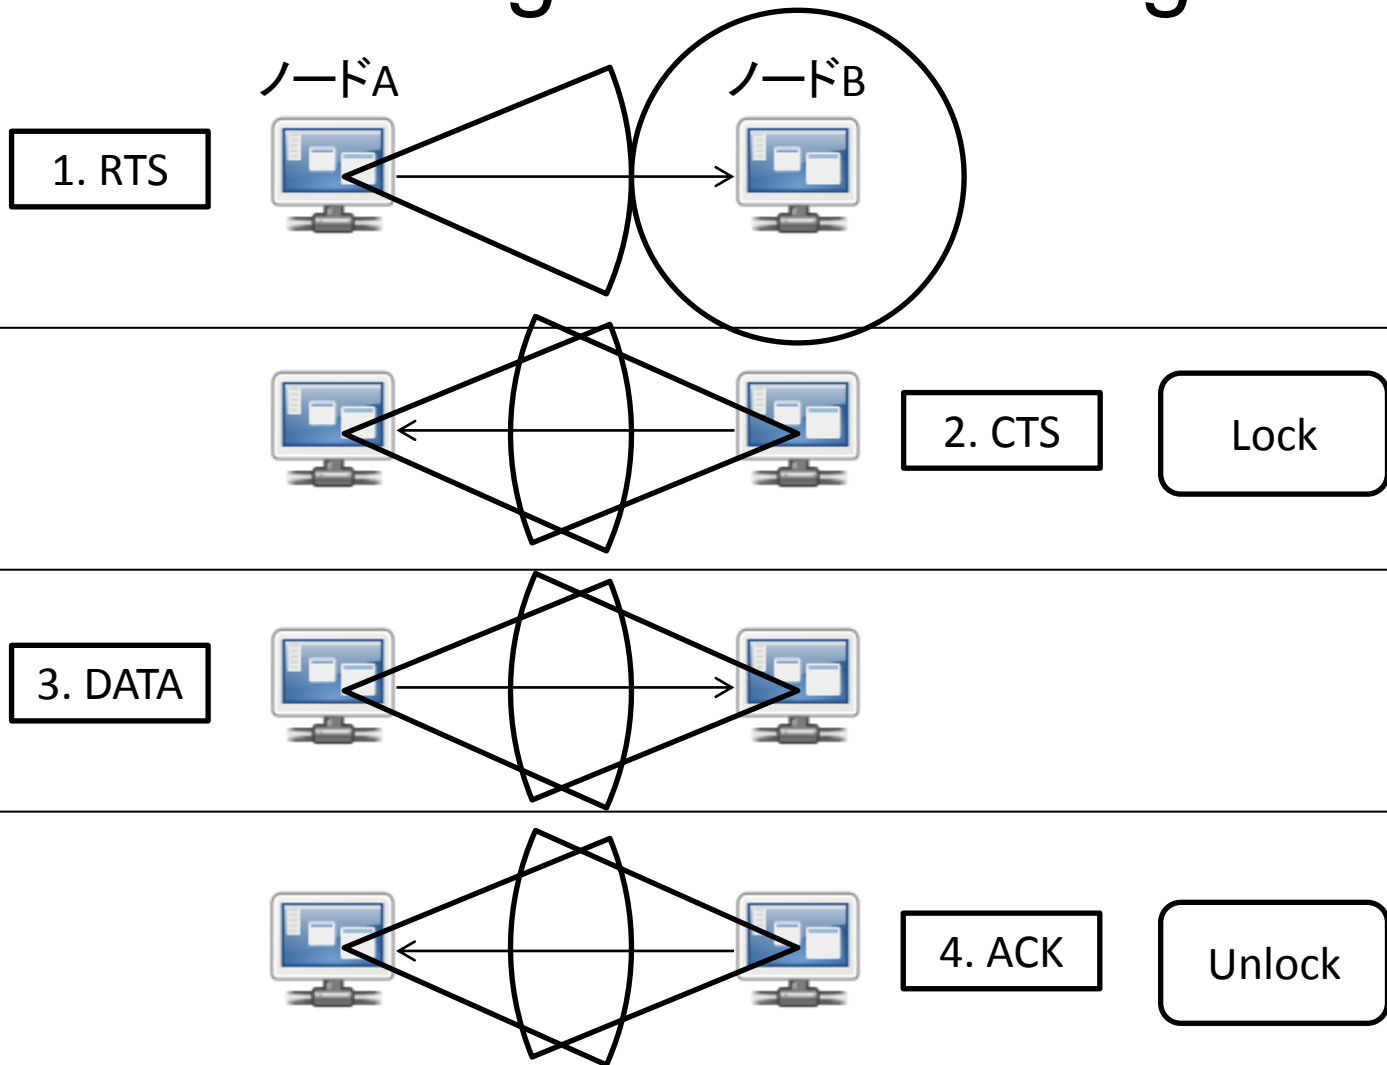 ノードA
ノードB
1. RTS
2. CTS
Lock
3. DATA
4. ACK
Unlock